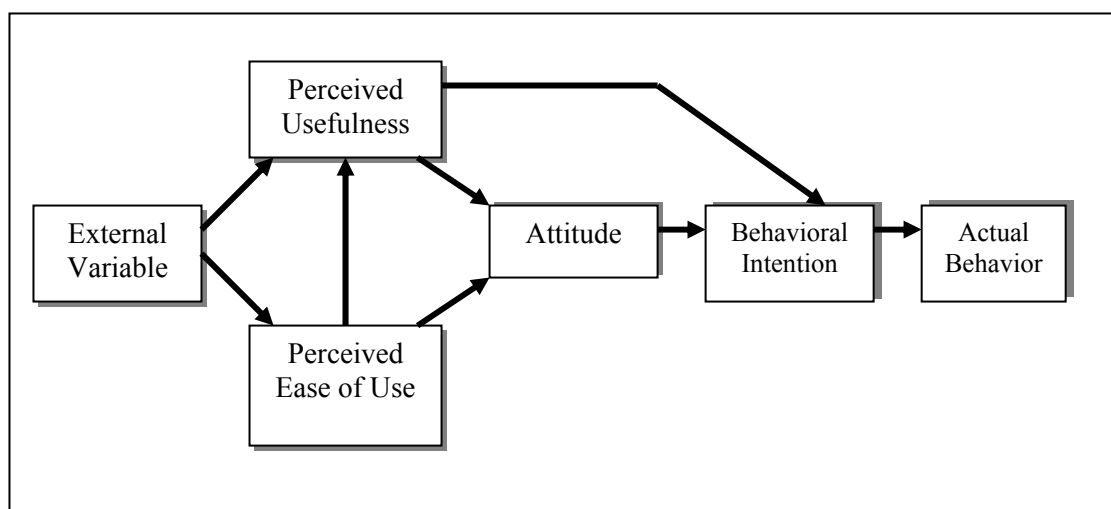 Perceived
Usefulness
External
Variable
Attitude
Behavioral
Intention
Actual
Behavior
Perceived
Ease of Use